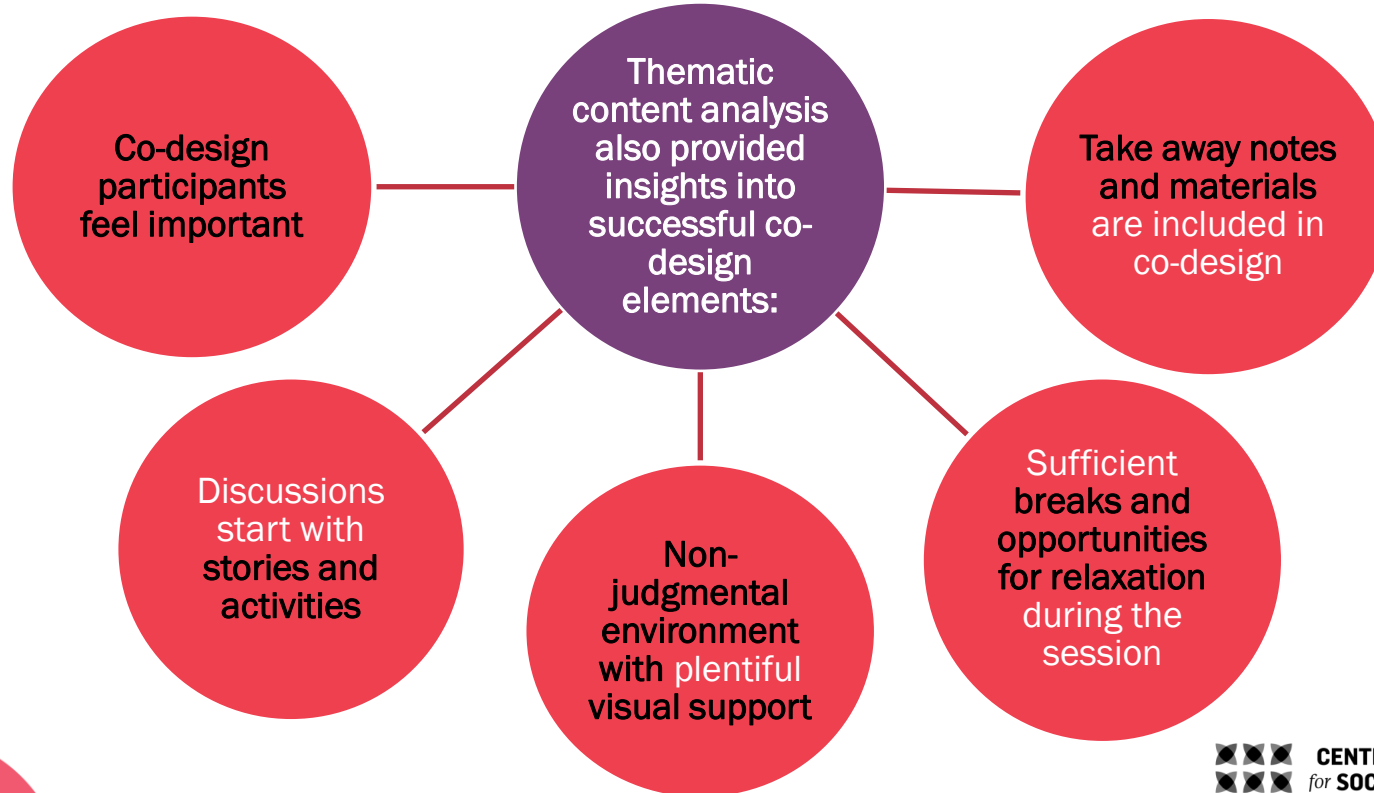 Thematic
content analysis
also provided
insights into
successful co-
design
elements:
Co-design
participants
feel important
Discussions
start with
stories and
activities
Non-
judgmental
environment
with plentiful
visual support
Sufficient
breaks and
opportunities
for relaxation
during the
session
Take away notes
and materials
are included in
co-design
for